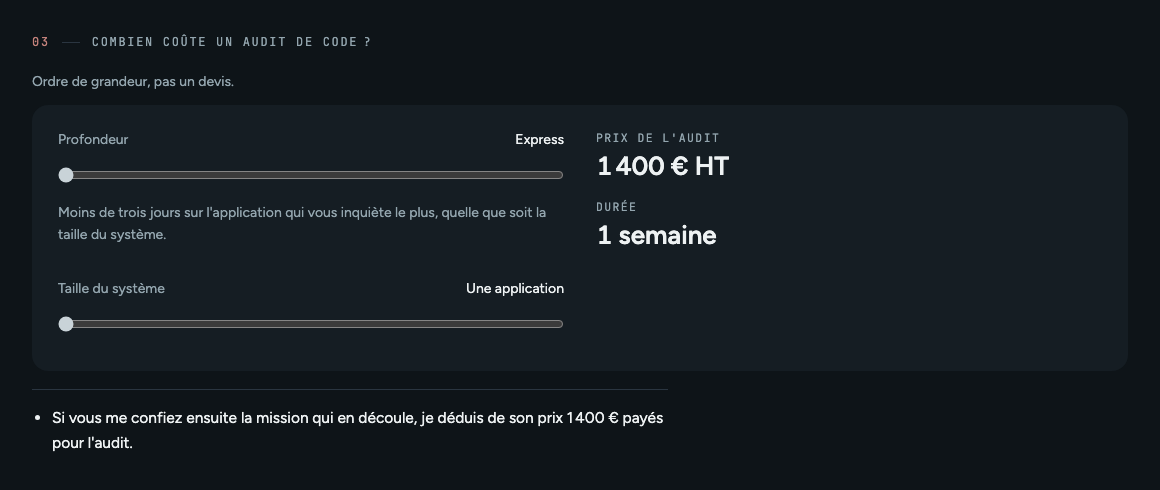 03 — COMBIEN COÛTE UN AUDIT DE CODE ?
Ordre de grandeur, pas un devis.
Profondeur
Express
Moins de trois jours sur l'application qui vous inquiète le plus, quelle que soit la
taille du système.
Taille du système
Une application
PRIX DE L'AUDIT
1 400 € HT
DURÉE
1 semaine
• Si vous me confiez ensuite la mission qui en découle, je déduis de son prix 1 400 € payés
pour l'audit.